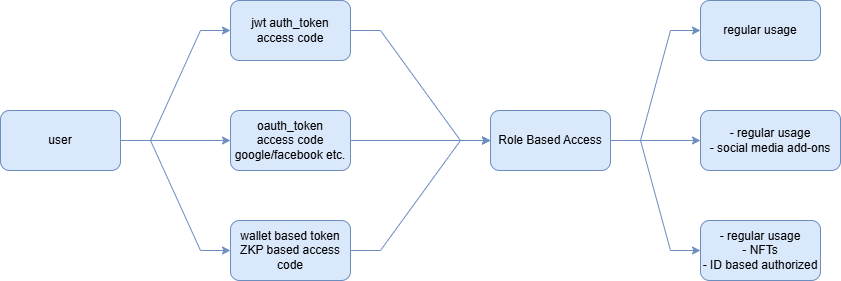 user
jwt auth_token
access code
oauth_token
access code
google/facebook etc.
wallet based token
ZKP based access
code
Role Based Access
regular usage
- regular usage
- social media add-ons
- regular usage
- NFTs
- ID based authorized